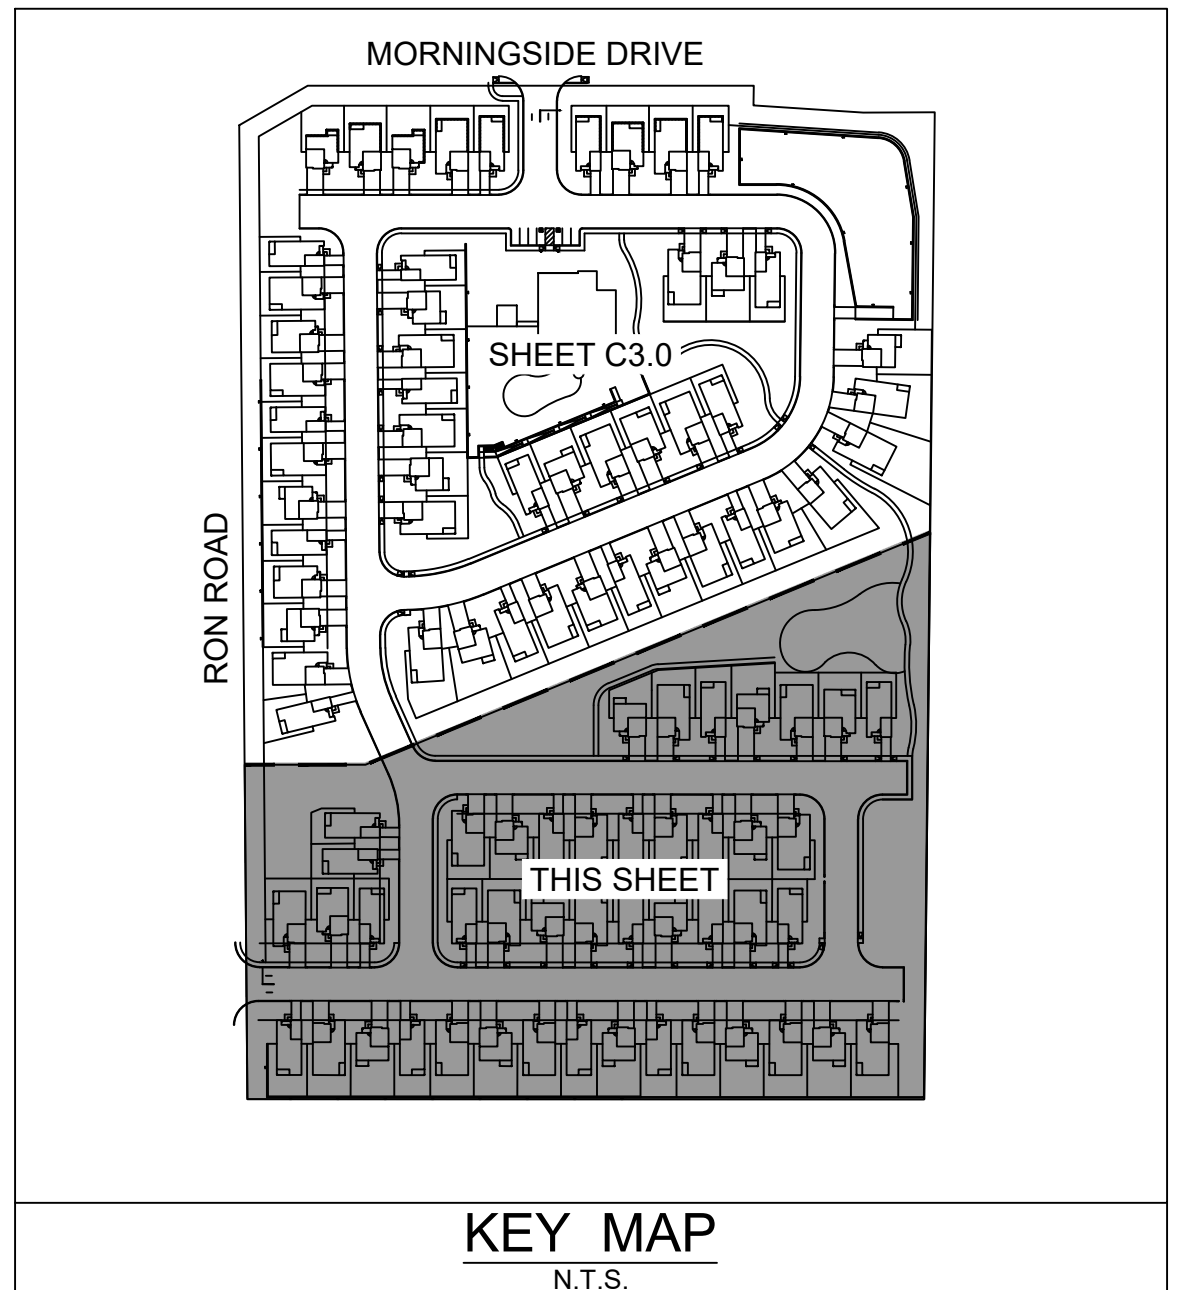 MORNINGSIDE DRIVE
SHEET C3.0
RON ROAD
THIS SHEET
KEY MAP
N.T.S.